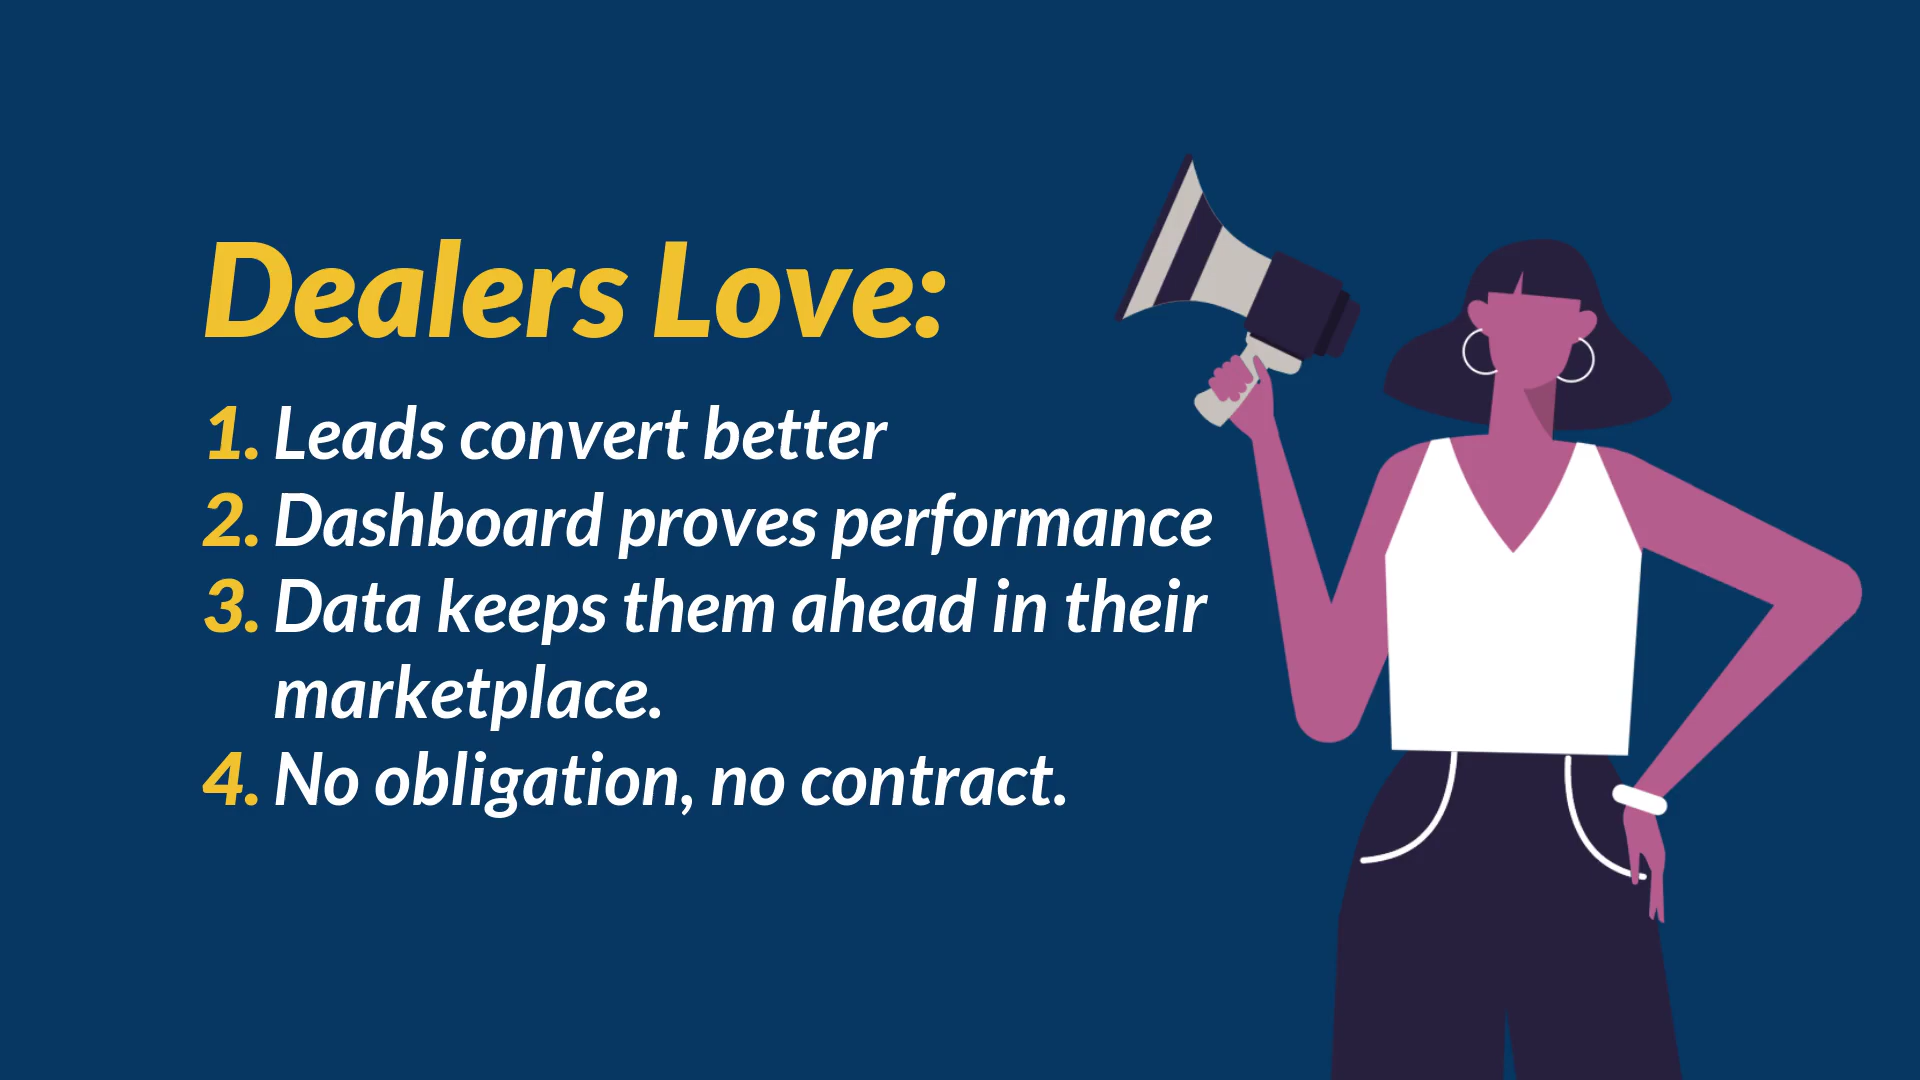 Dealers Love:
1. Leads convert better
2. Dashboard proves performance
3. Data keeps them ahead in their
marketplace.
4. No obligation, no contract.